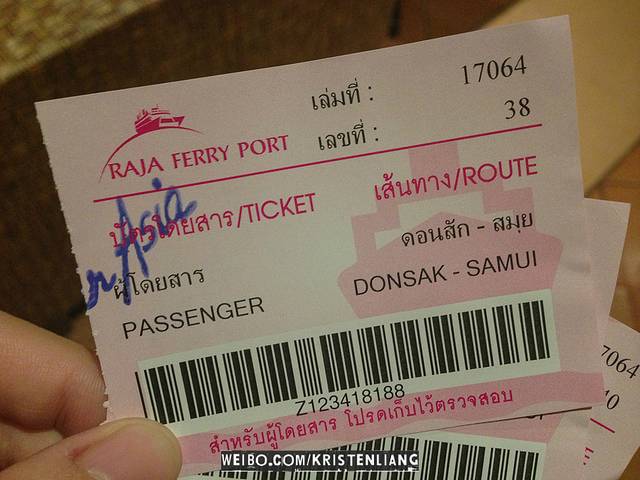 เล่มที่ : 17064
RAJA FERRY PORT
เลขที่ : 38
บัตรโดยสาร/TICKET
เส้นทาง/ROUTE
Asia
ผู้โดยสาร
ดอนสัก - สมุย
PASSENGER
DONSAK - SAMUI
Z123418188
สำหรับผู้โดยสาร โปรดเก็บไว้ตรวจสอบ
7064
10
WEIBO.COM/KRISTENLIANG